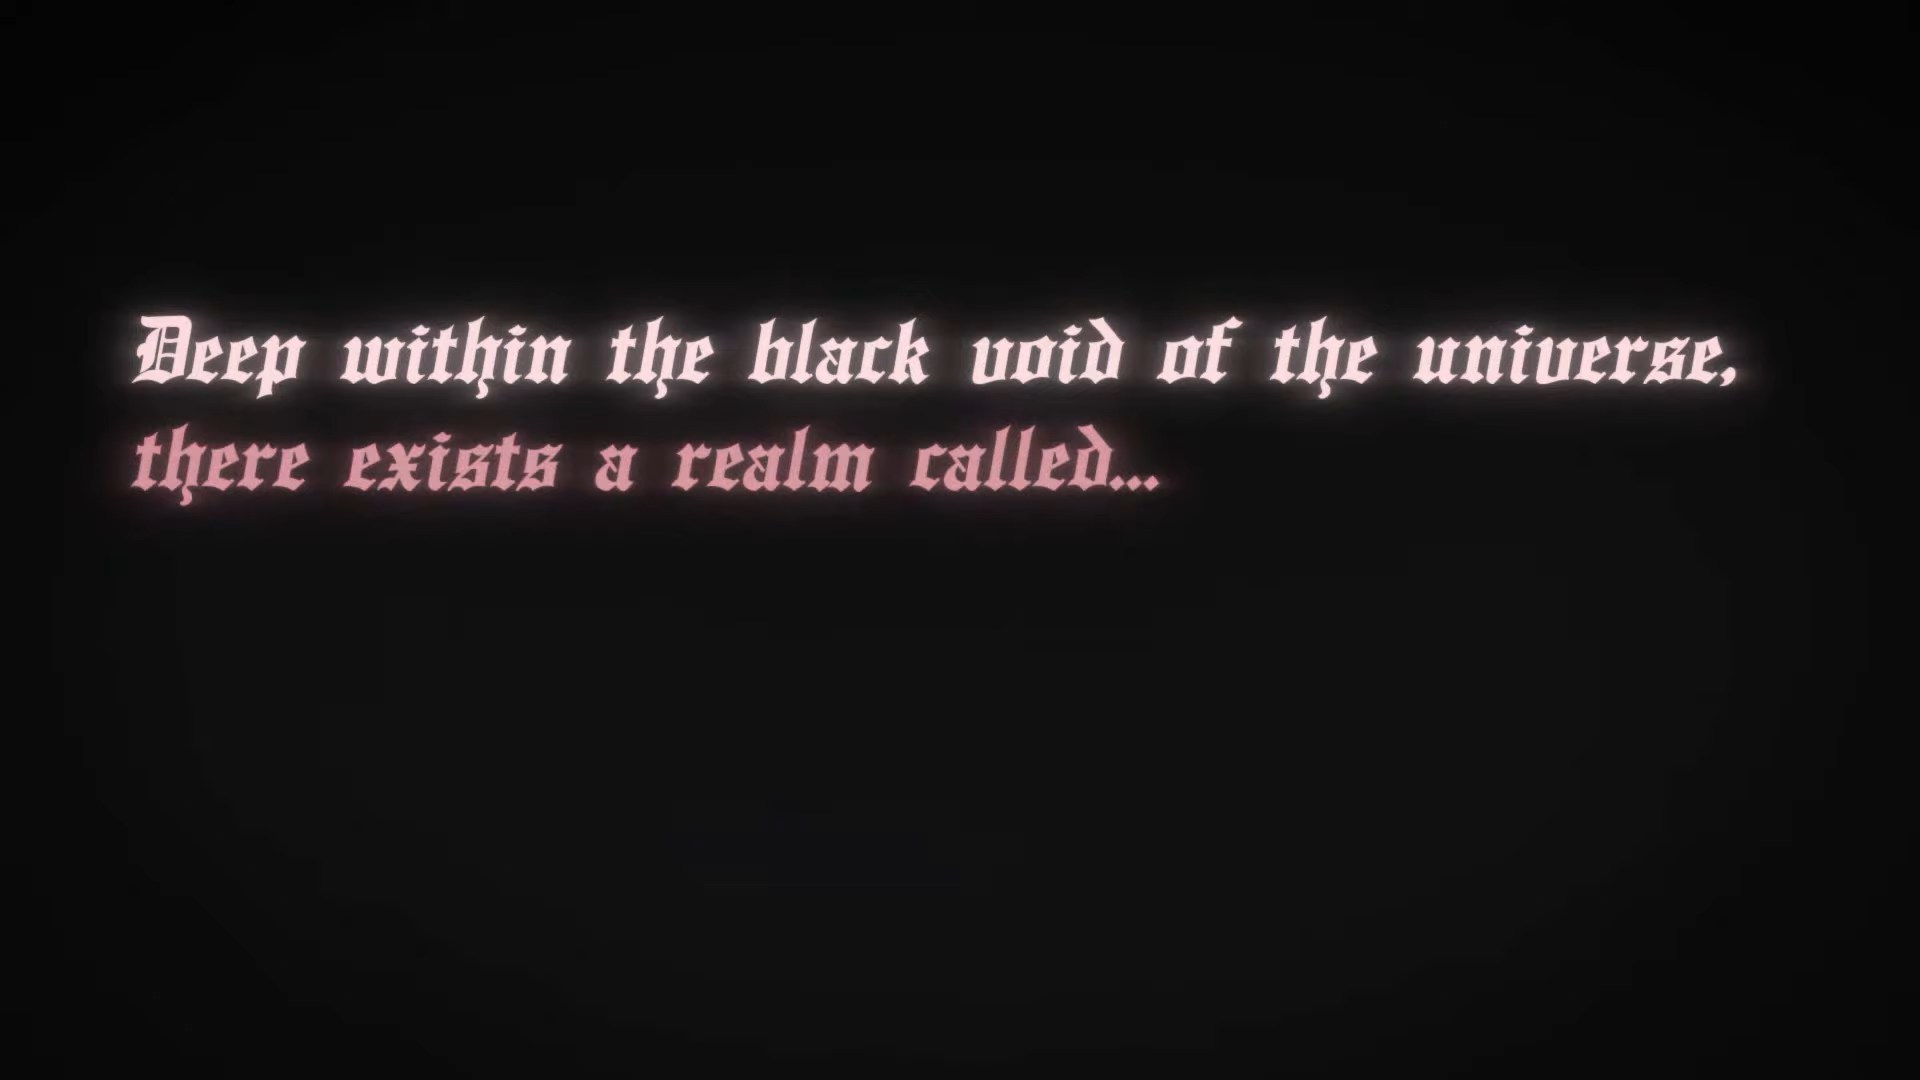 Deep within the black void of the universe,
there exists a realm called...